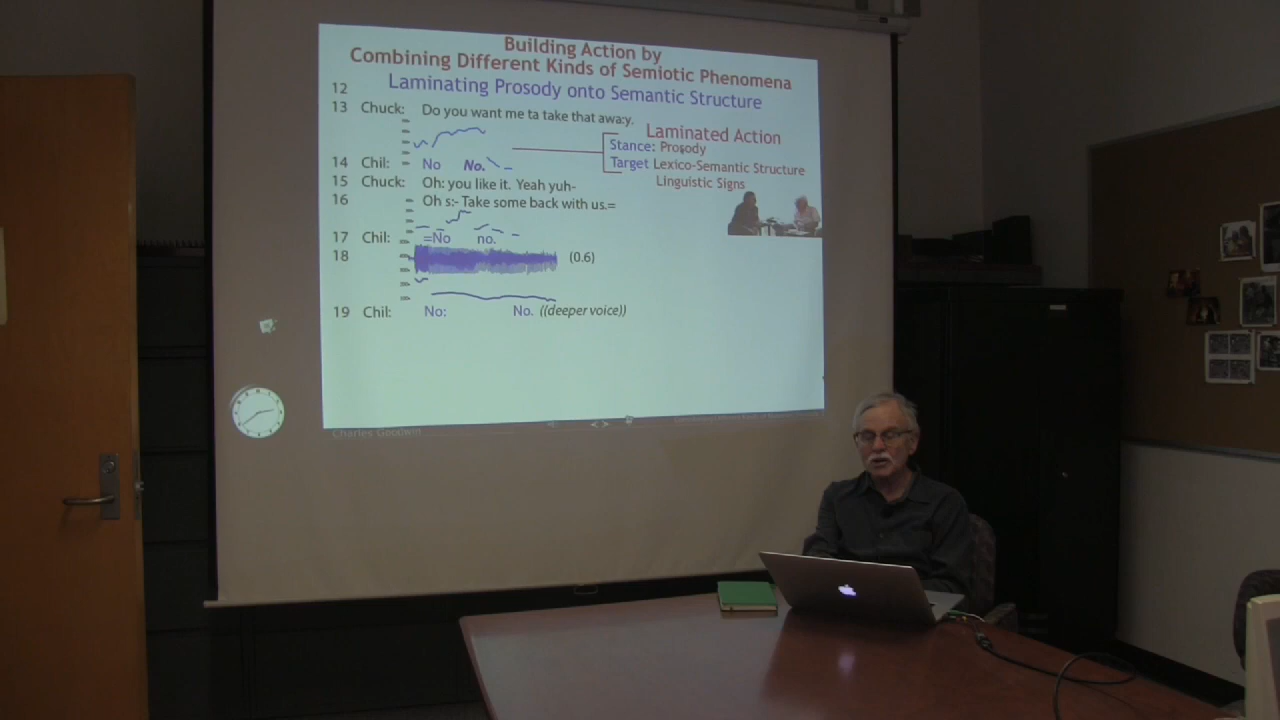 Building Action by
Combining Different Kinds of Semiotic Phenomena
Laminating Prosody onto Semantic Structure
12
13 Chuck: Do you want me ta take that awa:y.
Laminated Action
Stance: Prosody
14 Chil: No No.
Target Lexico-Semantic Structure
15 Chuck: Oh: you like it. Yeah yuh-
Linguistic Signs
16 Oh s:- Take some back with us.=
17 Chil: =No no.
18 (0.6)
19 Chil: No: No. ((deeper voice))
Charles Goodwin